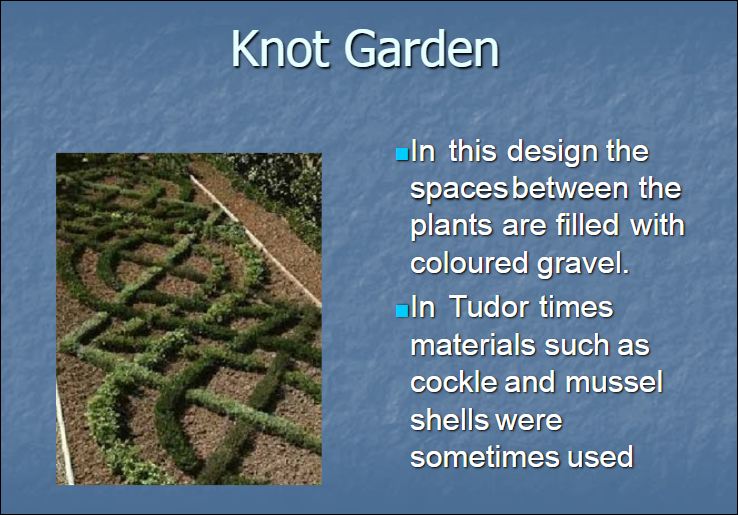 Knot Garden
In this design the
spaces between the
plants are filled with
coloured gravel.
In Tudor times
materials such as
cockle and mussel
shells were
sometimes used